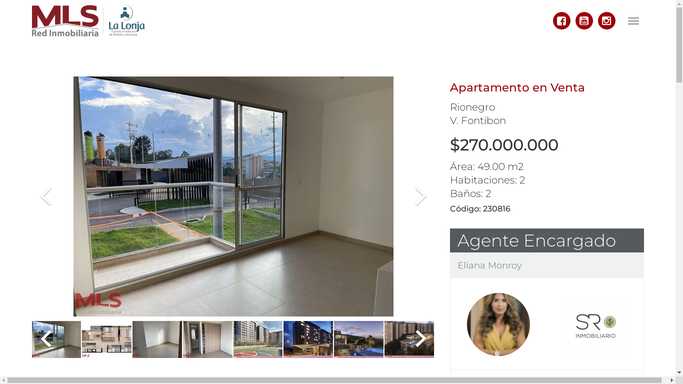 MLS
Red Inmobiliaria
La Lonja
Apartamento en Venta
Rionegro
V. Fontibon
$270.000.000
Área: 49.00 m2
Habitaciones: 2
Baños: 2
Código: 230816
MLS
Agente Encargado
Eliana Monroy
SR
INMOBILIARIO